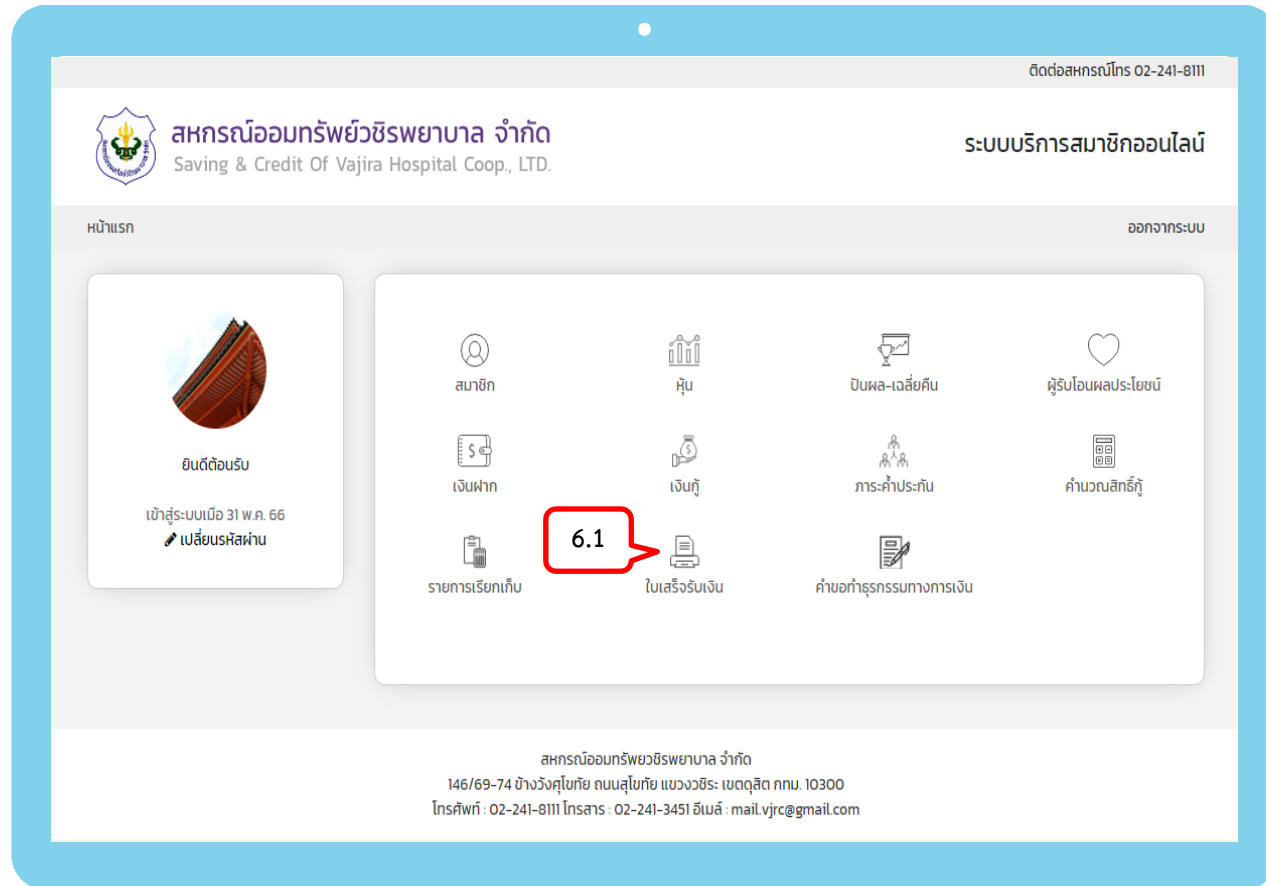 ติดต่อสหกรณ์โทร 02-241-8111
สหกรณ์ออมทรัพย์วชิรพยาบาล จำกัด
Saving & Credit Of Vajira Hospital Coop., LTD.
ระบบบริการสมาชิกออนไลน์
หน้าแรก
ออกจากระบบ
ยินดีต้อนรับ
เข้าสู่ระบบเมื่อ 31 พ.ค. 66
เปลี่ยนรหัสผ่าน
สมาชิก
หุ้น
ปันผล-เฉลี่ยคืน
ผู้รับโอนผลประโยชน์
เงินฝาก
เงินกู้
ภาระค้ำประกัน
คำนวณสิทธิ์กู้
6.1
รายการเรียกเก็บ
ใบเสร็จรับเงิน
คำขอทำธุรกรรมทางการเงิน
สหกรณ์ออมทรัพยวชิรพยาบาล จำกัด
146/69-74 ข้างวังศุโขทัย ถนนสุโขทัย แขวงวชิระ เขตดุสิต กทม. 10300
โทรศัพท์ : 02-241-8111 โทรสาร : 02-241-3451 อีเมล์ : mail.vjrc@gmail.com